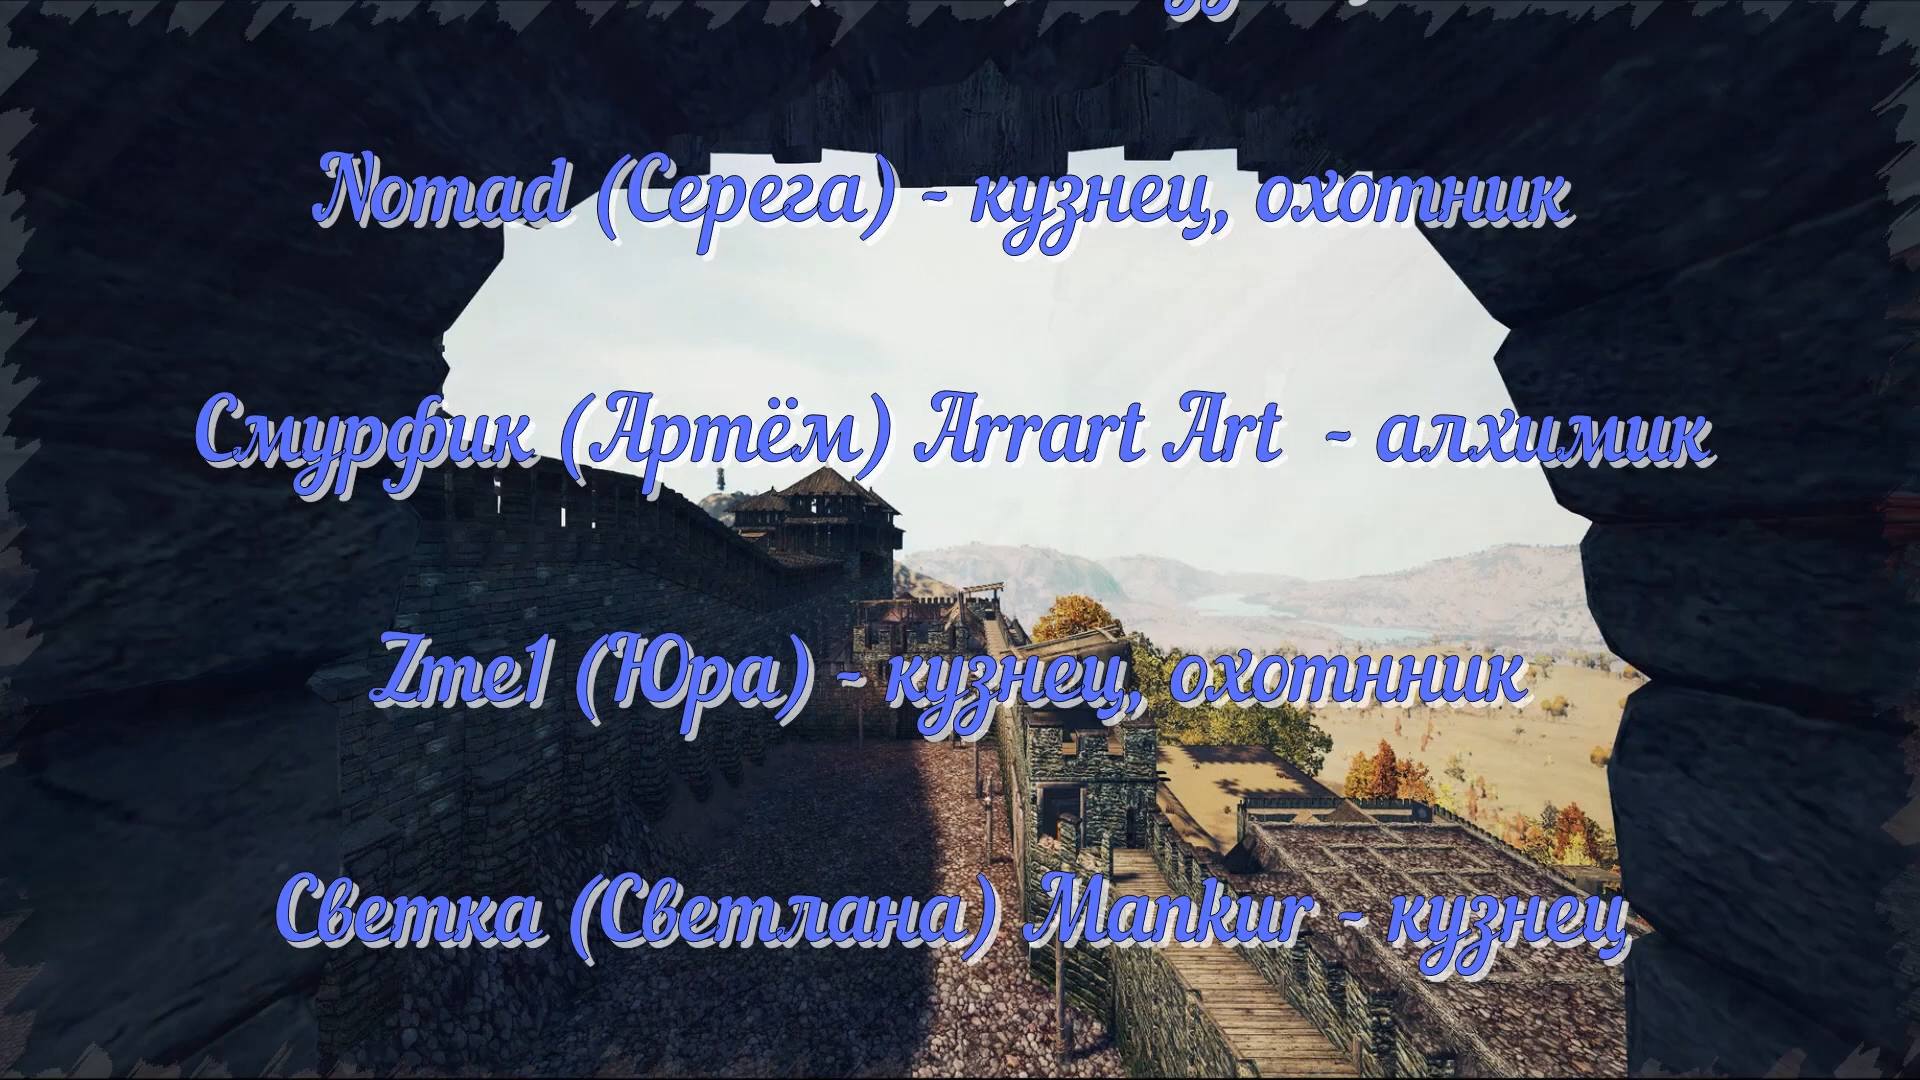 Nomad (Серега) - кузнец, охотник
Смурфик (Артём) Arrart Art - алхимик
Zme1 (Юра) - кузнец, охотнник
Светка (Светлана) Mankur - кузнец